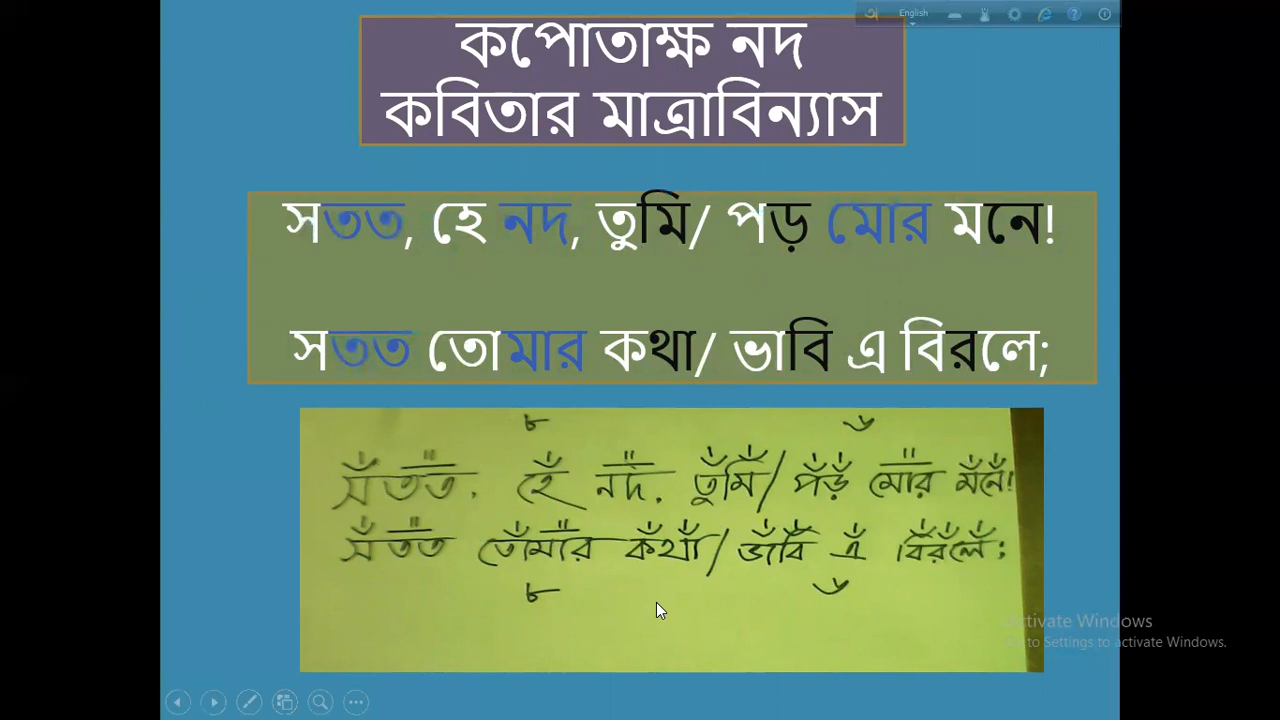 English
কপোতাক্ষ নদ
কবিতার মাত্রাবিন্যাস
সতত, হে নদ, তুমি/ পড় মোর মনে!
সতত তোমার কথা/ ভাবি এ বিরলে;
৮ ৬
সতত, হে নদ, তুমি/ পড় মোর মনে!
সতত তোমার কথা/ ভাবি এ বিরলে;
৮ ৬
Activate Windows
Go to Settings to activate Windows.